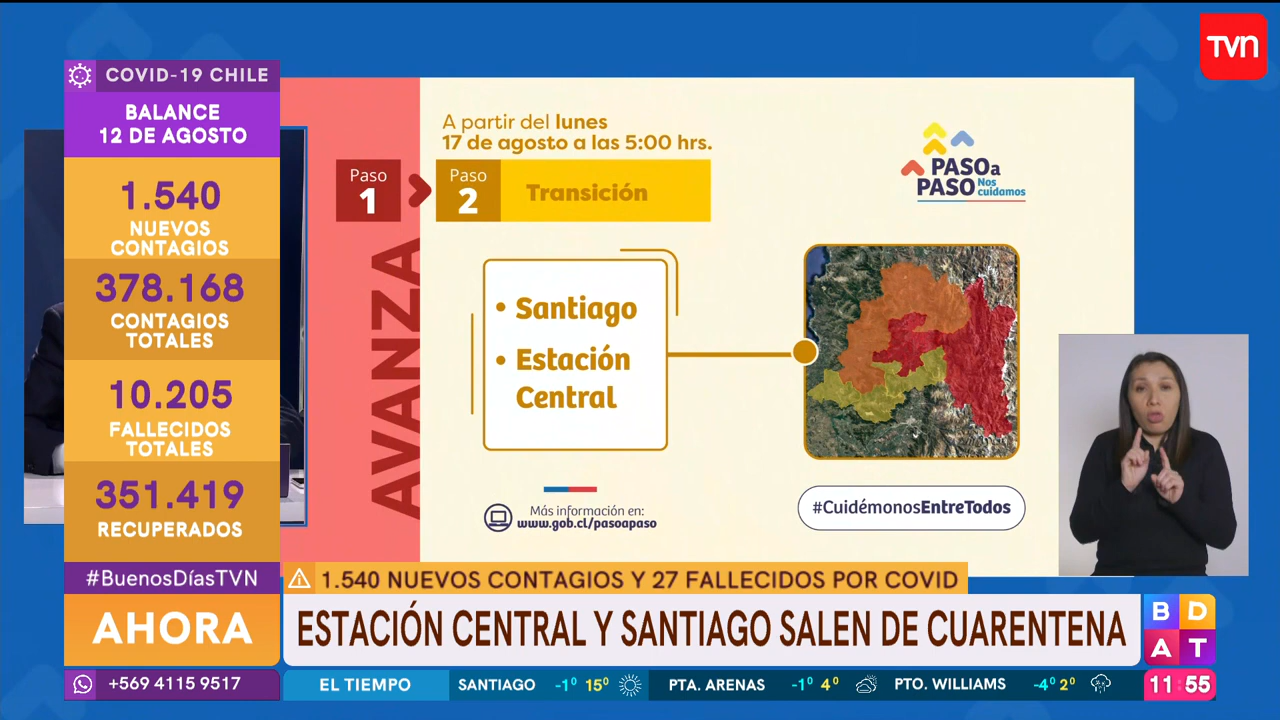 TVN
COVID-19 CHILE
BALANCE
12 DE AGOSTO
1.540
NUEVOS
CONTAGIOS
378.168
CONTAGIOS
TOTALES
10.205
FALLECIDOS
TOTALES
351.419
RECUPERADOS
#BuenosDíasTVN
AHORA
+569 4115 9517
AVANZA
A partir del lunes
17 de agosto a las 5:00 hrs.
Paso
1
Paso
2
Transición
PASO a
PASO Nos
cuidamos
• Santiago
• Estación
Central
Más información en:
www.gob.cl/pasoapaso
#CuidémonosEntreTodos
1.540 NUEVOS CONTAGIOS Y 27 FALLECIDOS POR COVID
ESTACIÓN CENTRAL Y SANTIAGO SALEN DE CUARENTENA
BD
AT
EL TIEMPO SANTIAGO -1° 15° PTA. ARENAS -1° 4° PTO. WILLIAMS -4° 2°
11:55